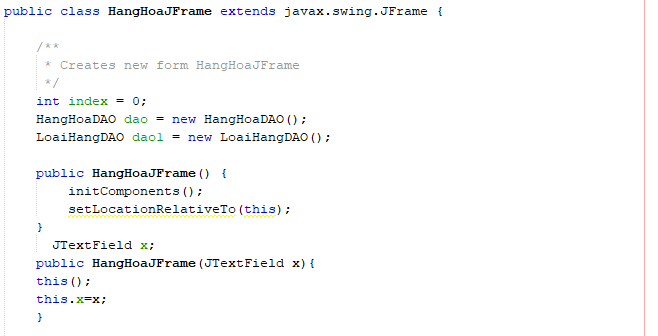 public class HangHoaJFrame extends javax.swing.JFrame {
/**
* Creates new form HangHoaJFrame
*/
int index = 0;
HangHoaDAO dao = new HangHoaDAO();
LoaiHangDAO daol = new LoaiHangDAO();
public HangHoaJFrame() {
initComponents();
setLocationRelativeTo(this);
}
JTextField x;
public HangHoaJFrame(JTextField x){
this();
this.x=x;
}